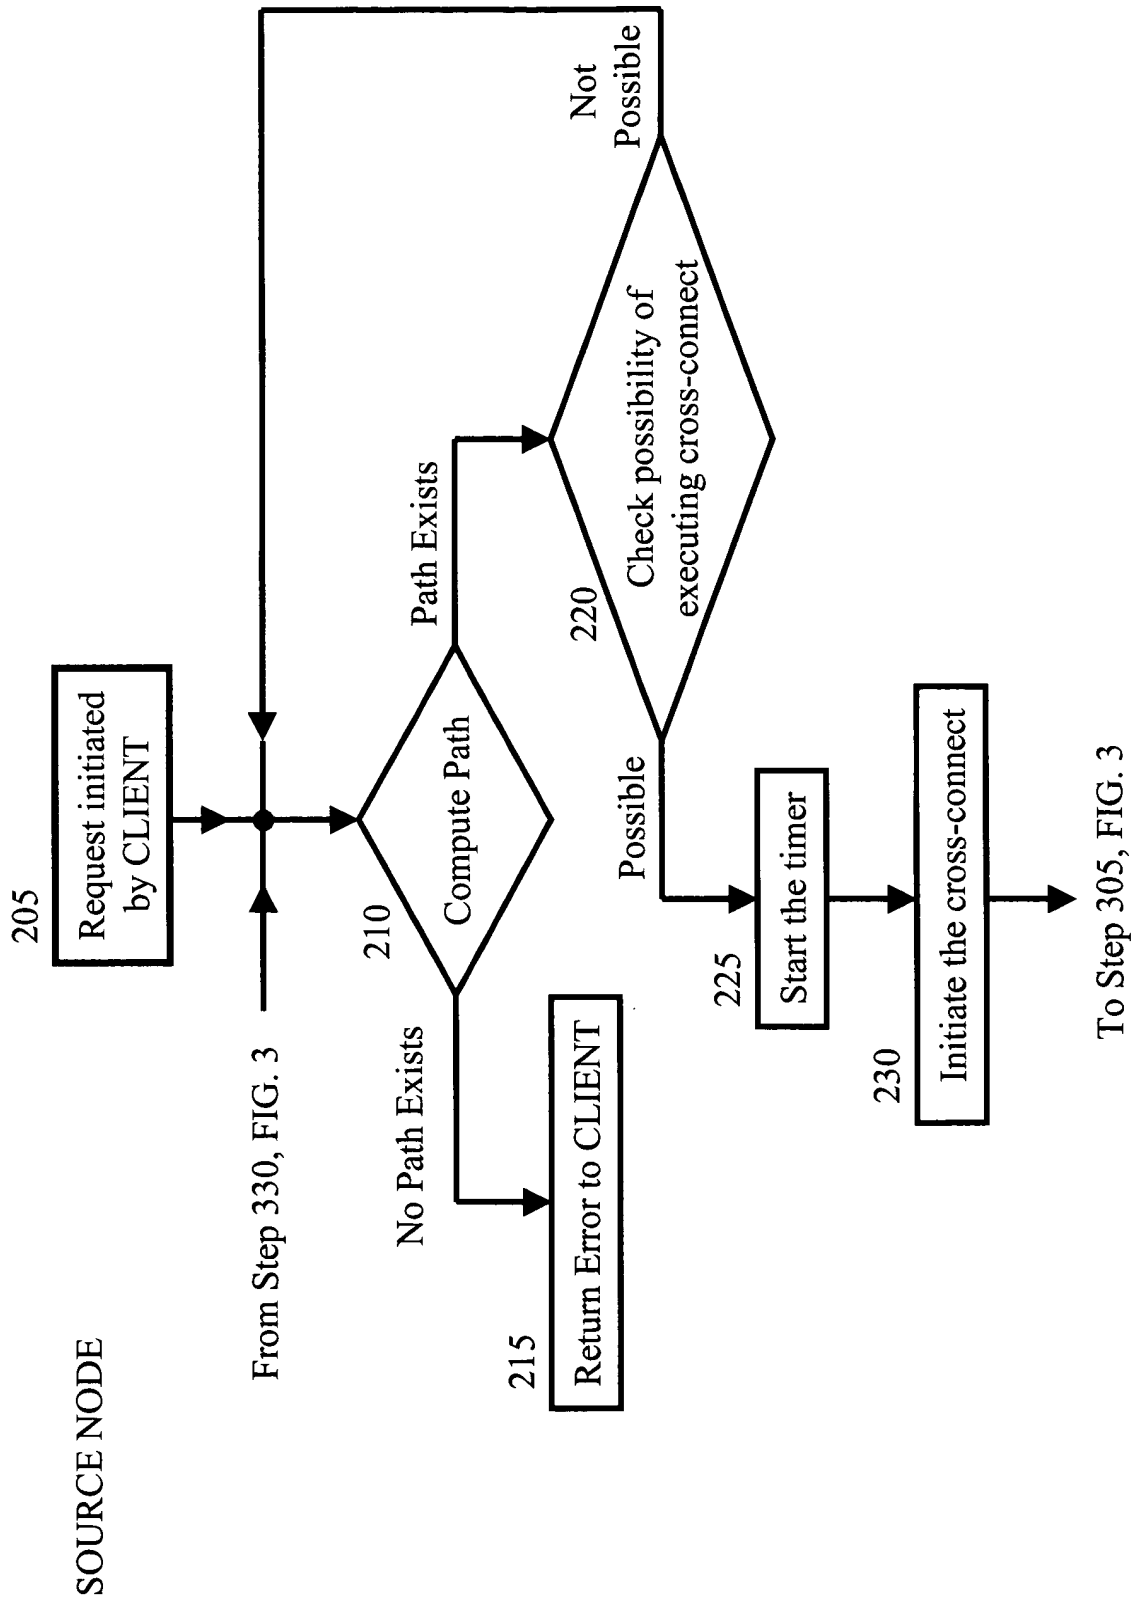 SOURCE NODE
205
Request initiated
by CLIENT
From Step 330, FIG. 3
210
Compute Path
No Path Exists
Path Exists
215
Return Error to CLIENT
220
Check possibility of
executing cross-connect
Not
Possible
Possible
225
Start the timer
230
Initiate the cross-connect
To Step 305, FIG. 3